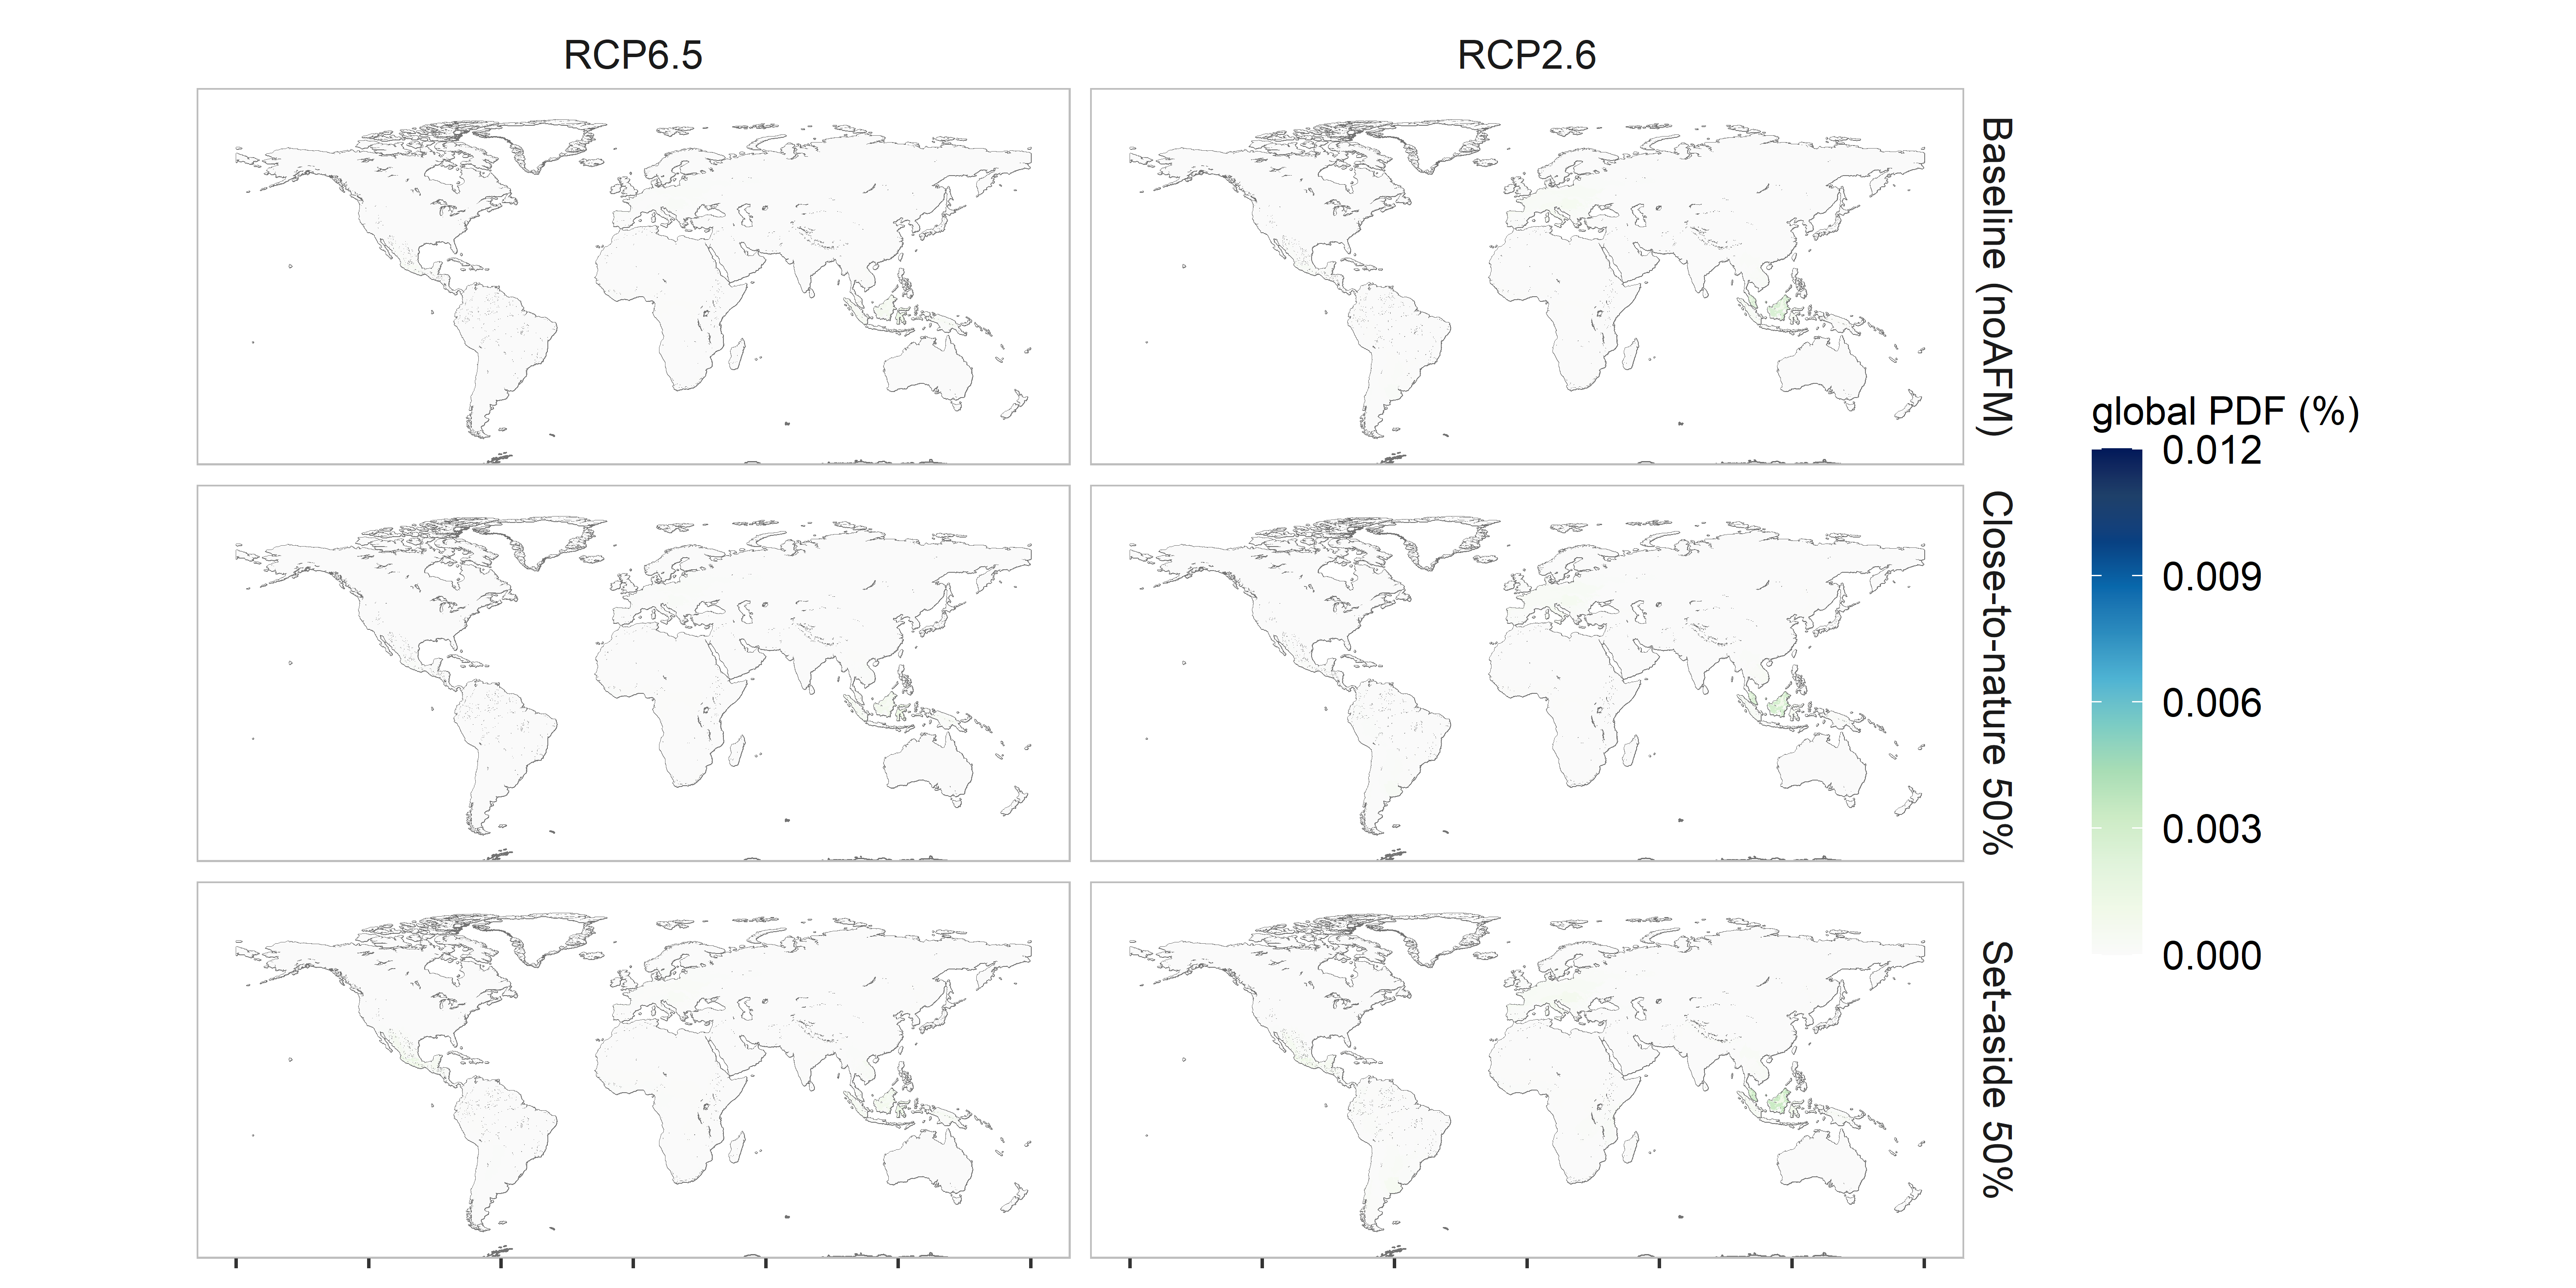 RCP6.5
RCP2.6
Baseline (noAFM)
Close-to-nature 50%
Set-aside 50%
global PDF (%)
0.012
0.009
0.006
0.003
0.000